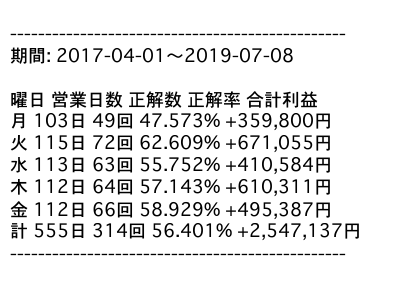 ------------------------------------------------
期間: 2017-04-01～2019-07-08
曜日 営業日数 正解数 正解率 合計利益
月 103日 49回 47.573% +359,800円
火 115日 72回 62.609% +671,055円
水 113日 63回 55.752% +410,584円
木 112日 64回 57.143% +610,311円
金 112日 66回 58.929% +495,387円
計 555日 314回 56.401% +2,547,137円
------------------------------------------------